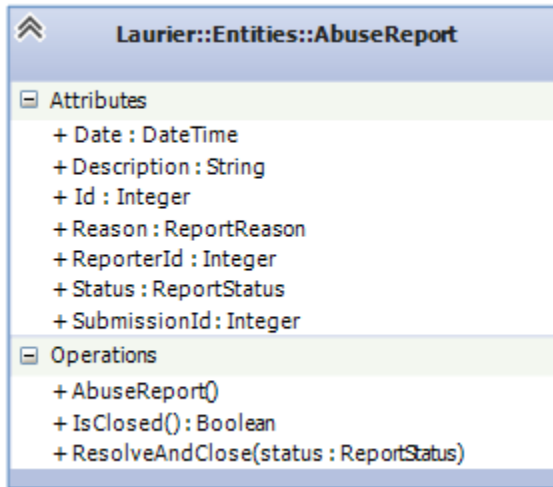 Laurier::Entities::AbuseReport
Attributes
+ Date : DateTime
+ Description : String
+ Id : Integer
+ Reason : ReportReason
+ ReporterId : Integer
+ Status : ReportStatus
+ SubmissionId : Integer
Operations
+ AbuseReport()
+ IsClosed() : Boolean
+ ResolveAndClose(status : ReportStatus)